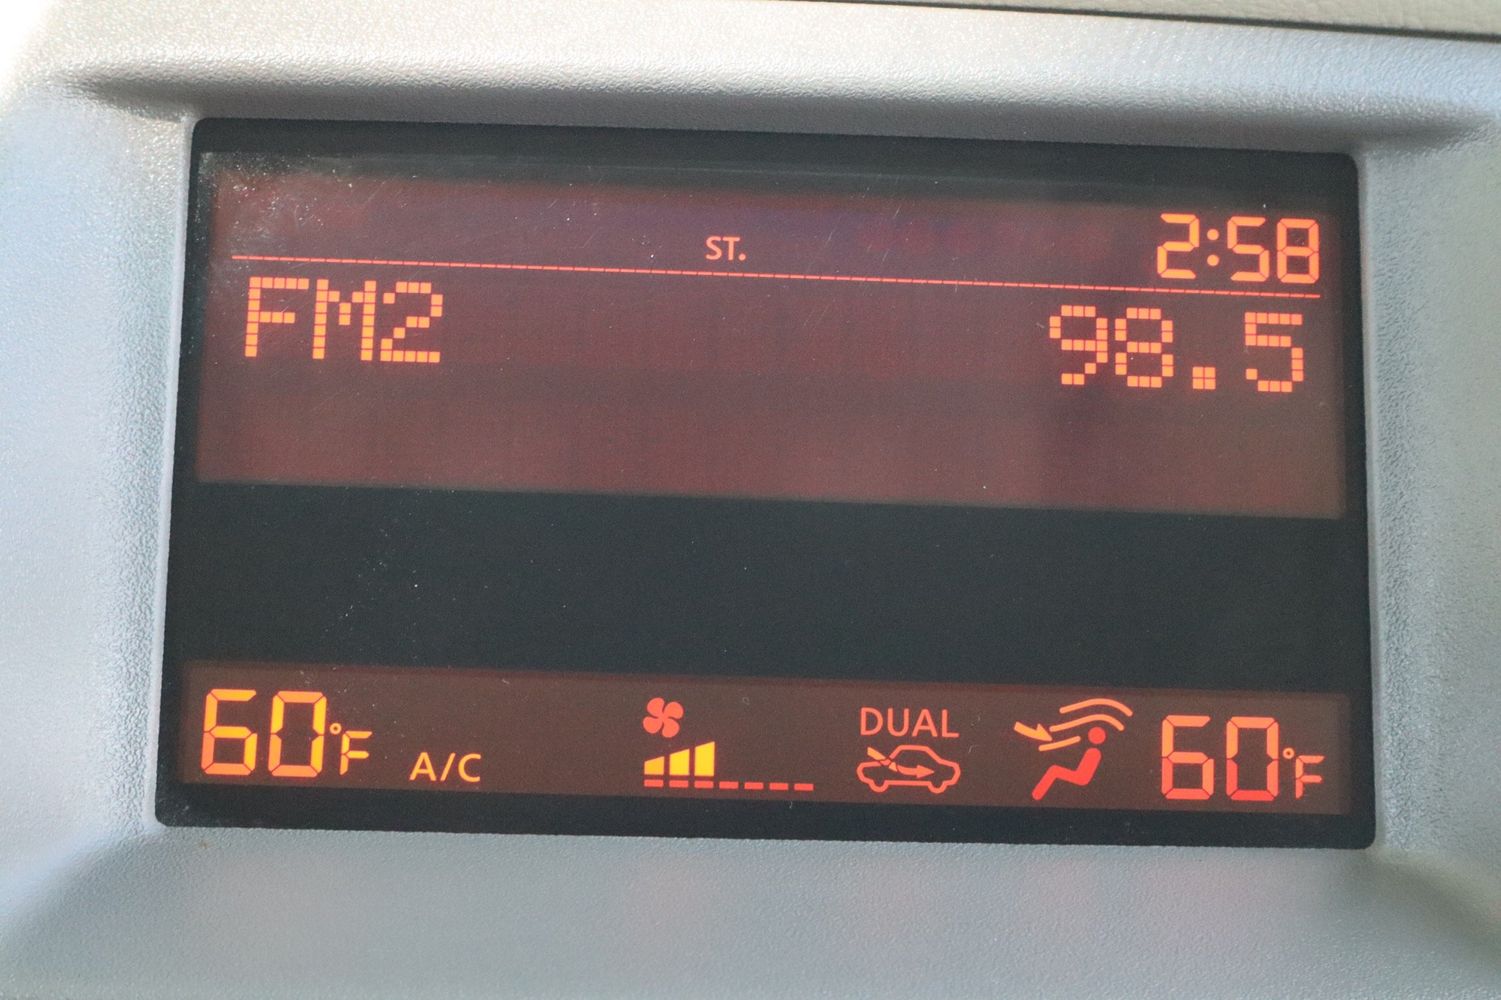 ST. 2:58
FM2 98.5
DUAL
60°F A/C 60°F